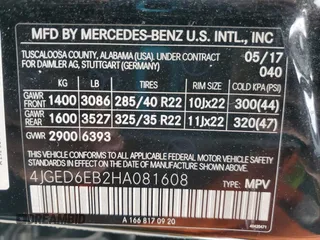 MFD BY MERCEDES-BENZ U.S. INTL., INC
TUSCALOOSA COUNTY, ALABAMA (USA), UNDER CONTRACT 05/17
FOR DAIMLER AG, STUTTGART (GERMANY) 040
KG LB TIRES RIM SIZE COLD KPA (PSI)
GAWR FRONT 1400 3086 285/40 R22 10Jx22 300(44)
GAWR REAR 1600 3527 325/35 R22 11Jx22 320(47)
GVWR 2900 6393
THIS VEHICLE CONFORMS TO ALL APPLICABLE U.S. FEDERAL MOTOR VEHICLE SAFETY AND THEFT PREVENTION STANDARDS IN EFFECT ON THE DATE OF MANUFACTURE SHOWN ABOVE.
4JGED6EB2HA081608 TYPE: MPV
A 166 817 09 20